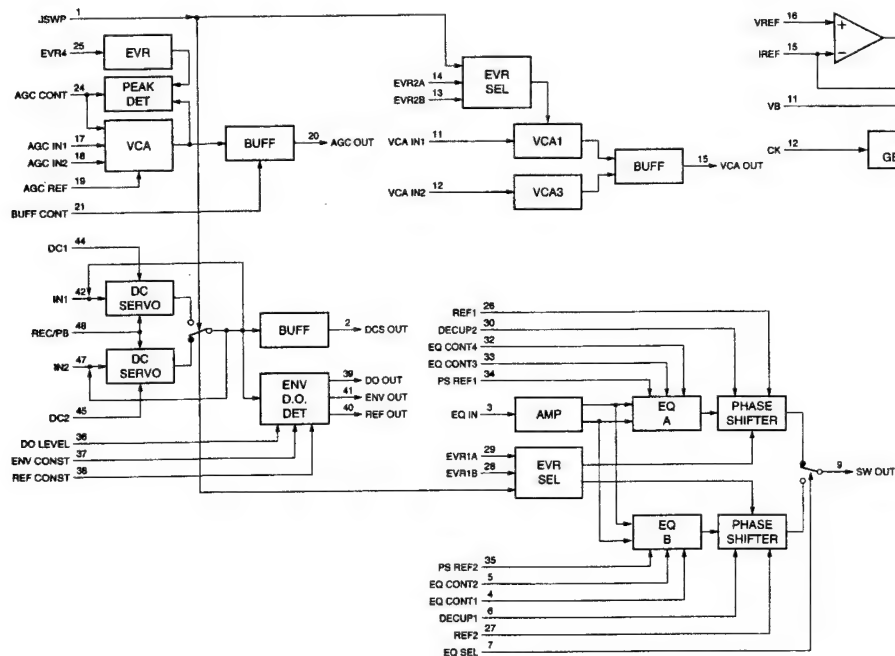 JSWP 1
EVR4 25
EVR
AGC CONT 24
PEAK
DET
AGC IN1 17
AGC IN2 18
VCA
AGC REF 19
BUFF CONT 21
BUFF
20 AGC OUT
EVR2A 14
EVR2B 13
EVR
SEL
VCA IN1 11
VCA1
VCA IN2 12
VCA3
BUFF
15 VCA OUT
VREF 16
+
IREF 15
−
VB 11
CK 12
GE
DC1 44
IN1 42
DC
SERVO
REC/PB 48
IN2 47
DC
SERVO
DC2 45
BUFF
2 DCS OUT
ENV
D.O.
DET
39 DO OUT
41 ENV OUT
40 REF OUT
DO LEVEL 36
ENV CONST 37
REF CONST 38
REF1 26
DECUP2 30
EQ CONT4 32
EQ CONT3 33
PS REF1 34
EQ IN 3
AMP
EQ
A
PHASE
SHIFTER
EVR1A 29
EVR1B 28
EVR
SEL
9 SW OUT
EQ
B
PHASE
SHIFTER
PS REF2 35
EQ CONT2 5
EQ CONT1 4
DECUP1 6
REF2 27
EQ SEL 7